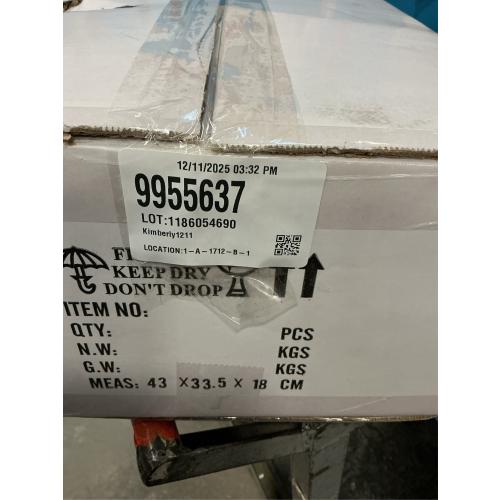 12/11/2025 03:32 PM
9955637
LOT:1186054690
Kimberly1211
LOCATION:1-A-1712-B-1
KEEP DRY
DON'T DROP
ITEM NO:
QTY: PCS
N.W: KGS
G.W: KGS
MEAS: 43 X33.5 X 18 CM